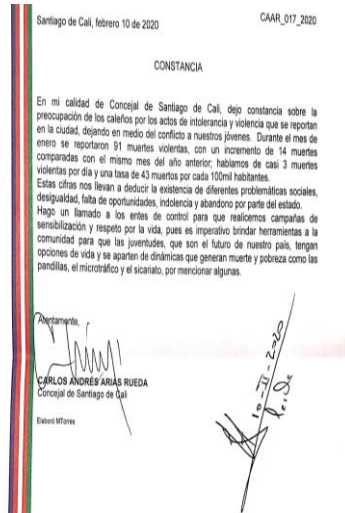 Santiago de Cali, febrero 10 de 2020
CAAR_017_2020
CONSTANCIA
En mi calidad de Concejal de Santiago de Cali, dejo constancia sobre la
preocupación de los caleños por los actos de intolerancia y violencia que se reportan
en la ciudad, dejando en medio del conflicto a nuestros jóvenes. Durante el mes de
enero se reportaron 91 muertes violentas, con un incremento de 14 muertes
comparadas con el mismo mes del año anterior, hablamos de casi 3 muertes
violentas por día y una tasa de 43 muertos por cada 100mil habitantes.
Estas cifras nos llevan a deducir la existencia de diferentes problemáticas sociales,
desigualdad, falta de oportunidades, indolencia y abandono por parte del estado.
Hago un llamado a los entes de control para que realicemos campañas de
sensibilización y respeto por la vida, pues es imperativo brindar herramientas a la
comunidad para que las juventudes, que son el futuro de nuestro país, tengan
opciones de vida y se aparten de dinámicas que generan muerte y pobreza como las
pandillas, el microtráfico y el sicariato, por mencionar algunas.
Atentamente,
CARLOS ANDRÉS ARIAS RUEDA
Concejal de Santiago de Cali
Elaboró MTorres
10-II-2020